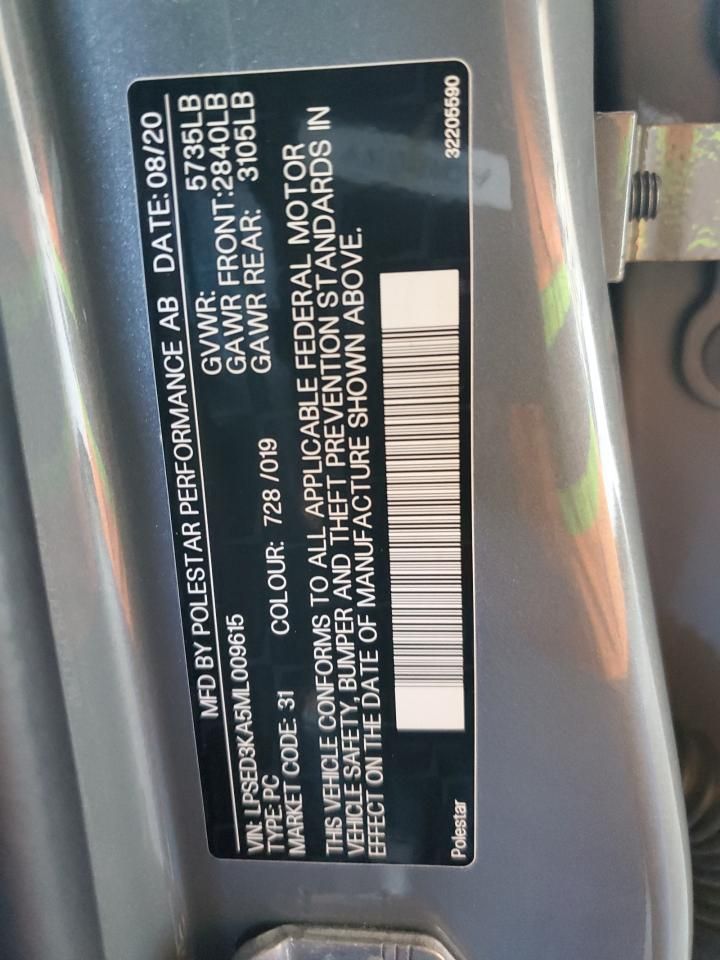 MFD BY POLESTAR PERFORMANCE AB DATE: 08/20
VIN: LPSED3KA5ML009615 GVWR: 5735LB
TYPE: PC GAWR FRONT:2840LB
MARKET CODE: 31 COLOUR: 728 /019 GAWR REAR: 3105LB
THIS VEHICLE CONFORMS TO ALL APPLICABLE FEDERAL MOTOR
VEHICLE SAFETY, BUMPER AND THEFT PREVENTION STANDARDS IN
EFFECT ON THE DATE OF MANUFACTURE SHOWN ABOVE.
Polestar 32205590